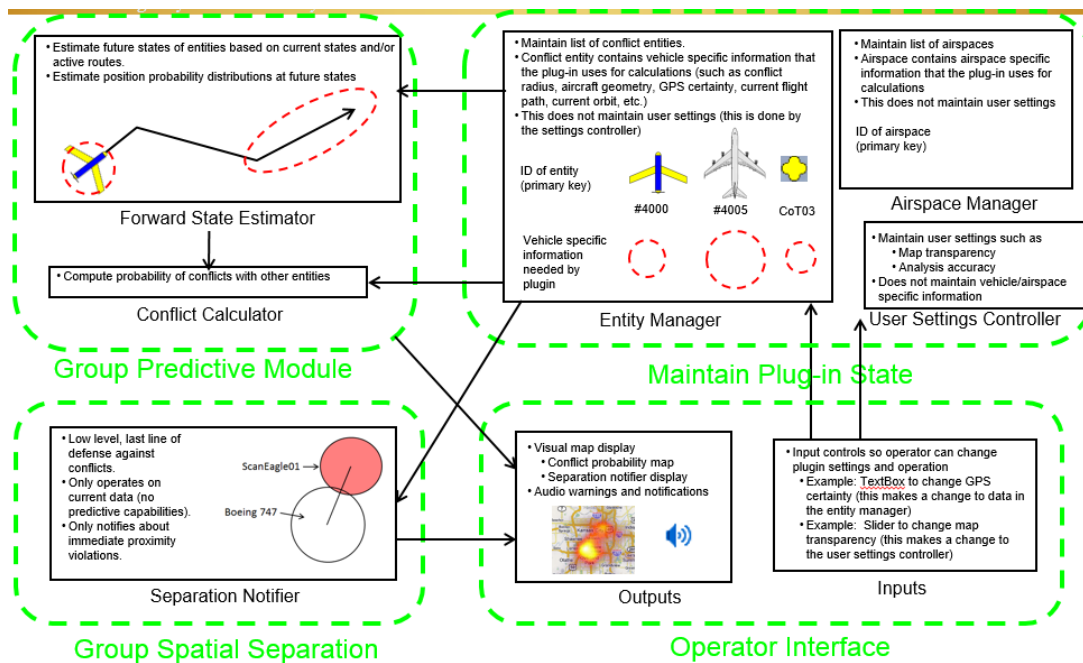 • Estimate future states of entities based on current states and/or
active routes.
• Estimate position probability distributions at future states
Forward State Estimator
• Compute probability of conflicts with other entities
Conflict Calculator
Group Predictive Module
• Maintain list of conflict entities.
• Conflict entity contains vehicle specific information that
the plug-in uses for calculations (such as conflict
radius, aircraft geometry, GPS certainty, current flight
path, current orbit, etc.)
• This does not maintain user settings (this is done by
the settings controller)
ID of entity
(primary key)
#4000
#4005
CoT03
Vehicle specific
information
needed by
plugin
Entity Manager
• Maintain list of airspaces
• Airspace contains airspace specific
information that the plug-in uses for
calculations
• This does not maintain user settings
ID of airspace
(primary key)
Airspace Manager
• Maintain user settings such as
• Map transparency
• Analysis accuracy
• Does not maintain vehicle/airspace
specific information
User Settings Controller
Maintain Plug-in State
• Low level, last line of
defense against
conflicts.
• Only operates on
current data (no
predictive capabilities).
• Only notifies about
immediate proximity
violations.
ScanEagle01
Boeing 747
Separation Notifier
Group Spatial Separation
• Visual map display
• Conflict probability map
• Separation notifier display
• Audio warnings and notifications
Outputs
• Input controls so operator can change
plugin settings and operation
• Example: TextBox to change GPS
certainty (this makes a change to data in
the entity manager)
• Example: Slider to change map
transparency (this makes a change to
the user settings controller)
Inputs
Operator Interface